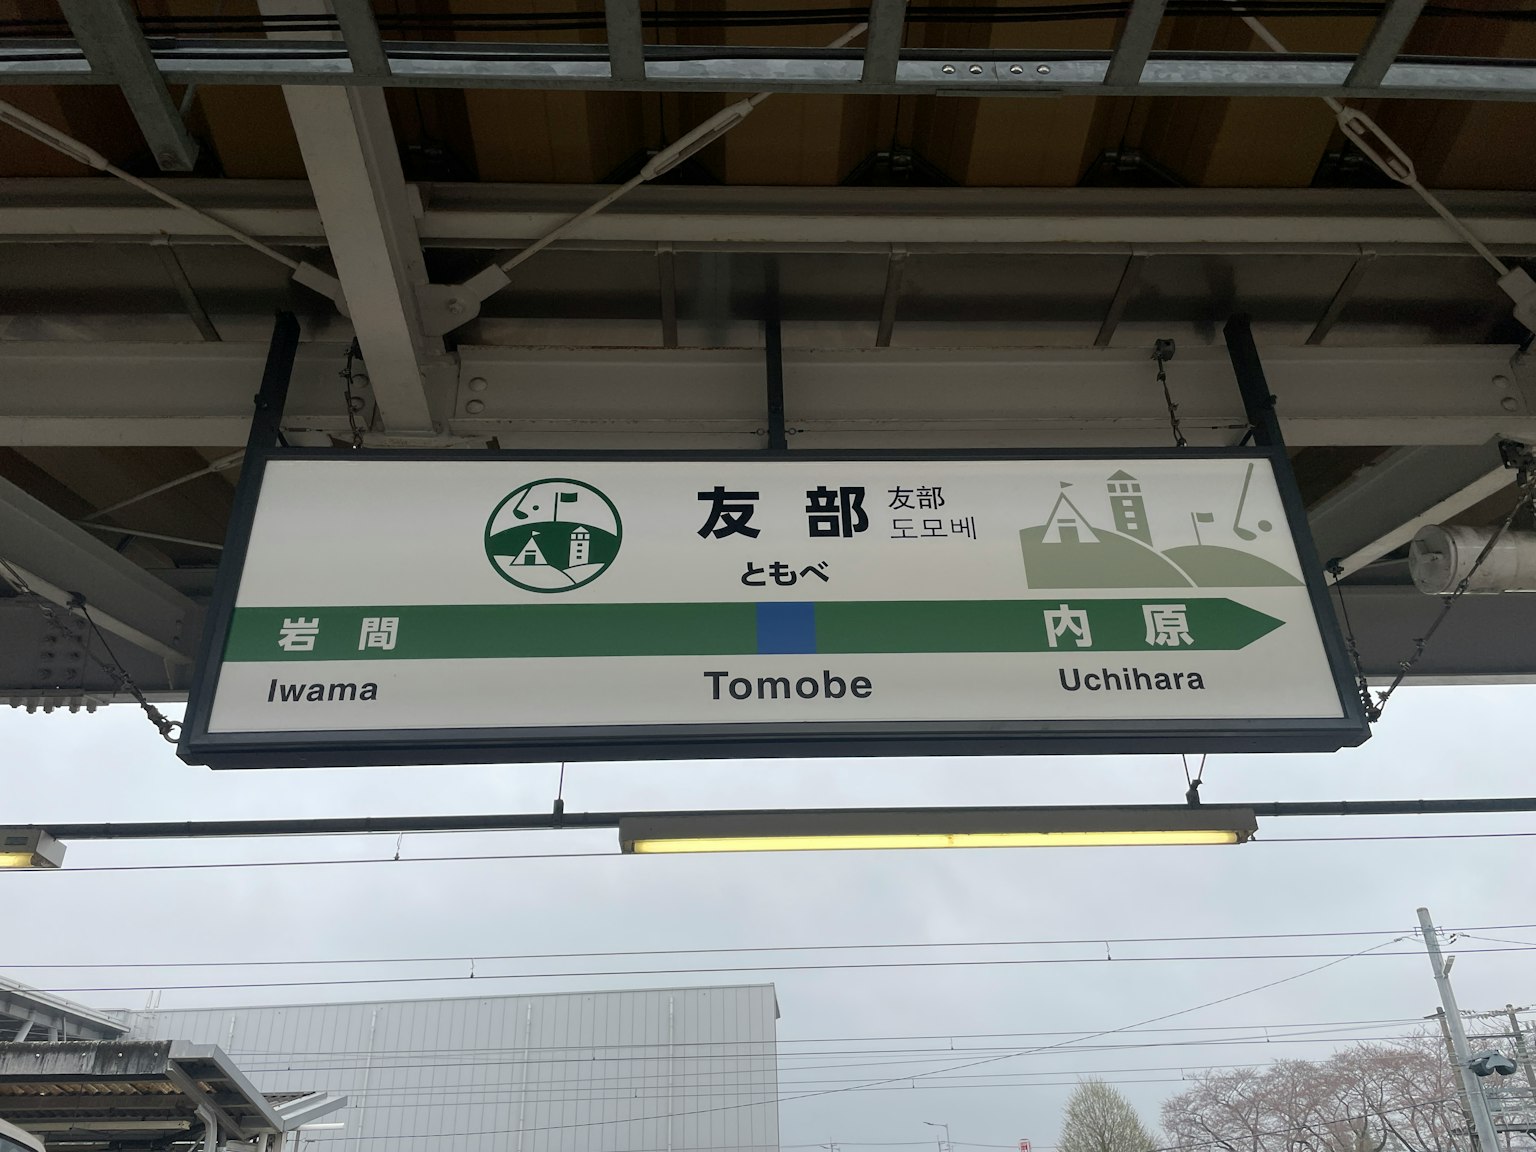 友部
友部
도모베
ともべ
岩間
内原
Iwama
Tomobe
Uchihara